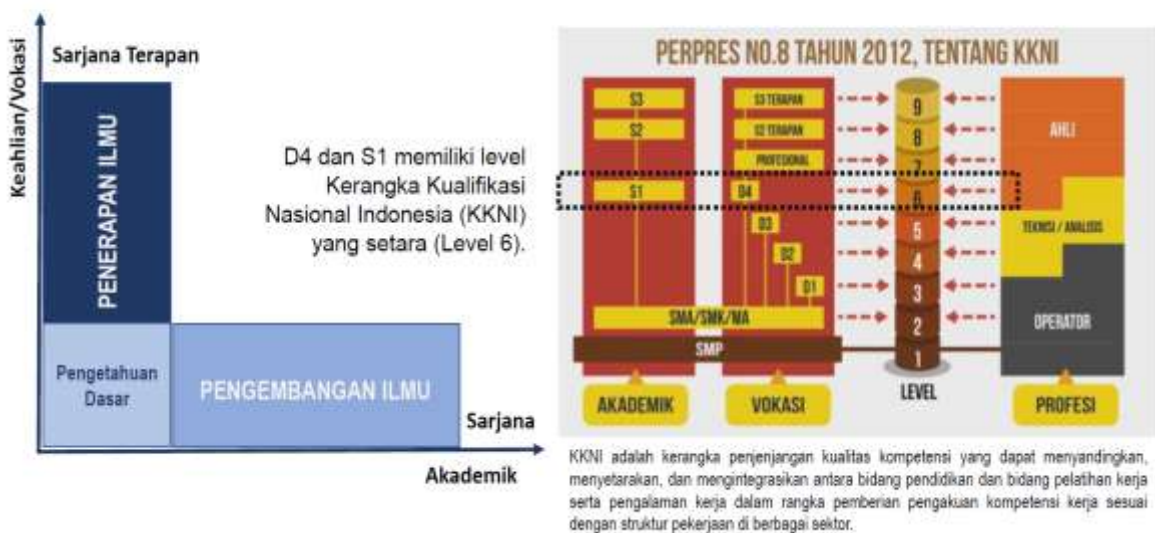 Keahlian/Vokasi
Sarjana Terapan
PENERAPAN ILMU
Pengetahuan
Dasar
PENGEMBANGAN ILMU
Sarjana
Akademik
D4 dan S1 memiliki level
Kerangka Kualifikasi
Nasional Indonesia (KKNI)
yang setara (Level 6).
PERPRES NO.8 TAHUN 2012, TENTANG KKNI
S3
S3 TERAPAN
9
S2
S2 TERAPAN
8
AHLI
PROFESIONAL
7
S1
D4
6
D3
5
TEKNISI / ANALISIS
D2
4
D1
3
SMA/SMK/MA
2
OPERATOR
SMP
1
AKADEMIK
VOKASI
LEVEL
PROFESI
KKNI adalah kerangka penjenjangan kualitas kompetensi yang dapat menyandingkan,
menyetarakan, dan mengintegrasikan antara bidang pendidikan dan bidang pelatihan kerja
serta pengalaman kerja dalam rangka pemberian pengakuan kompetensi kerja sesuai
dengan struktur pekerjaan di berbagai sektor.